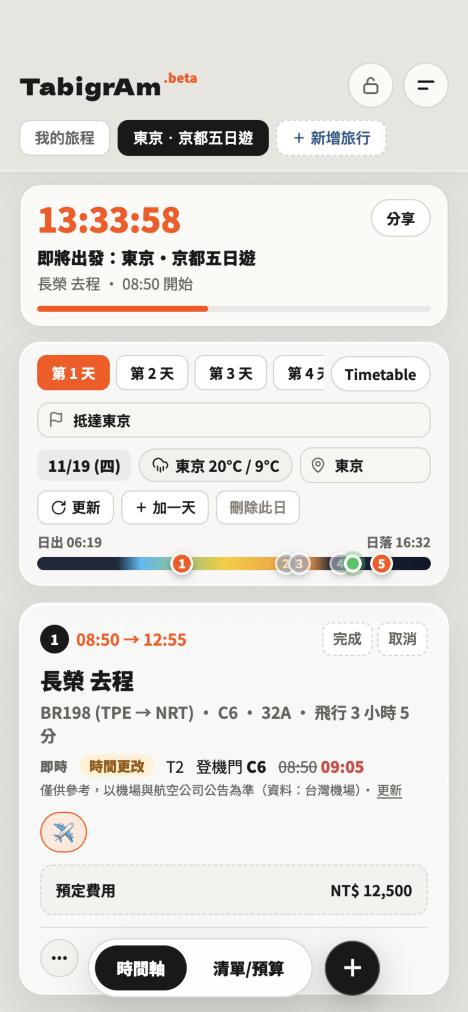 TabigrAm.beta
我的旅程 東京・京都五日遊 + 新增旅行
13:33:58 分享
即將出發：東京・京都五日遊
長榮 去程 • 08:50 開始
第 1 天 第 2 天 第 3 天 第 4 Timetable
抵達東京
11/19 (四) 東京 20°C / 9°C 東京
更新 + 加一天 刪除此日
日出 06:19 日落 16:32
1 2 3 4 5
1 08:50 → 12:55 完成 取消
長榮 去程
BR198 (TPE → NRT) • C6 • 32A • 飛行 3 小時 5
分
即時 時間更改 T2 登機門 C6 08:50 09:05
僅供參考，以機場與航空公司公告為準（資料：台灣機場）• 更新
預定費用 NT$ 12,500
時間軸 清單/預算 +